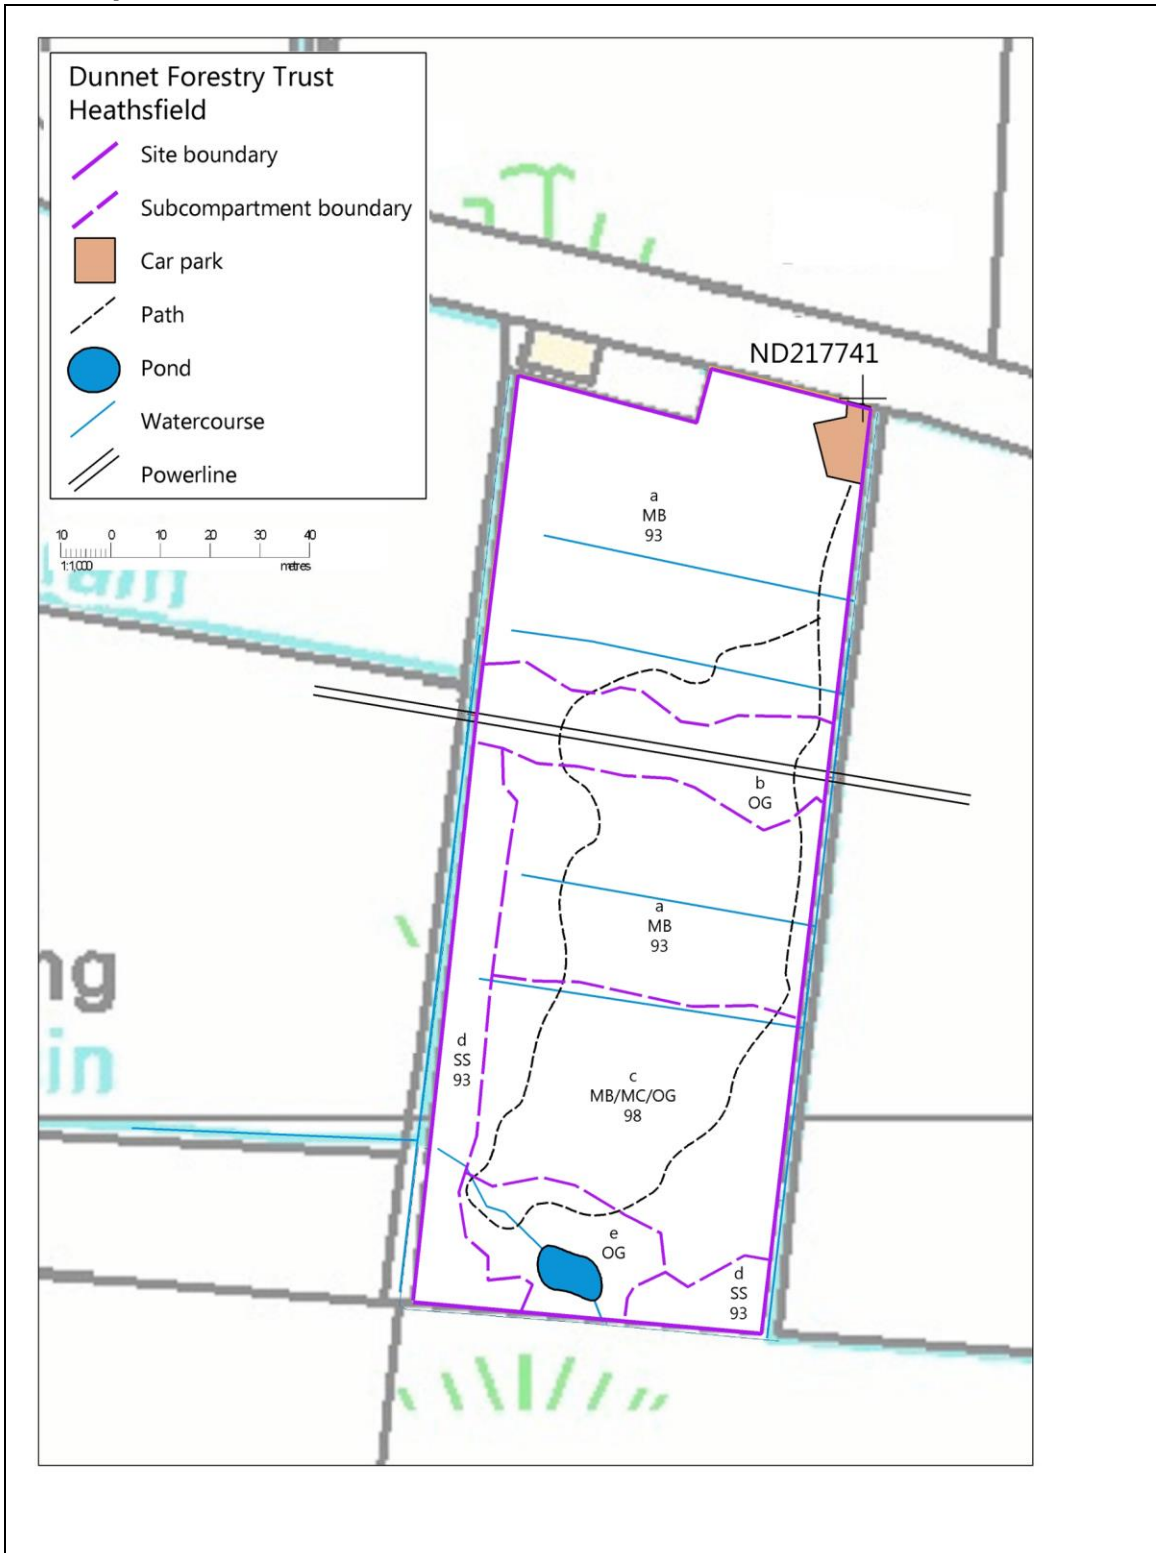 Dunnet Forestry Trust
Heathsfield
Site boundary
Subcompartment boundary
Car park
Path
Pond
Watercourse
Powerline
10 0 10 20 30 40
1:1,000 metres
ND217741
a
MB
93
b
OG
a
MB
93
ng
in
d
SS
93
c
MB/MC/OG
98
e
OG
d
SS
93